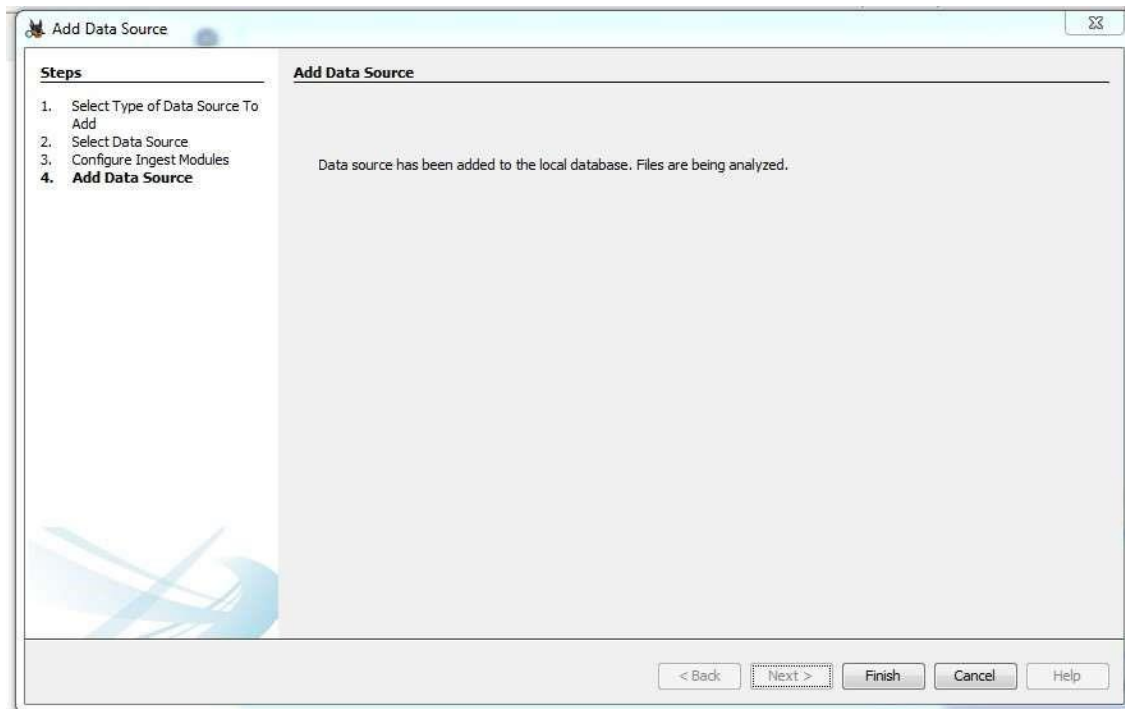 Add Data Source
Steps
1. Select Type of Data Source To
Add
2. Select Data Source
3. Configure Ingest Modules
4. Add Data Source
Add Data Source
Data source has been added to the local database. Files are being analyzed.
< Back
Next >
Finish
Cancel
Help